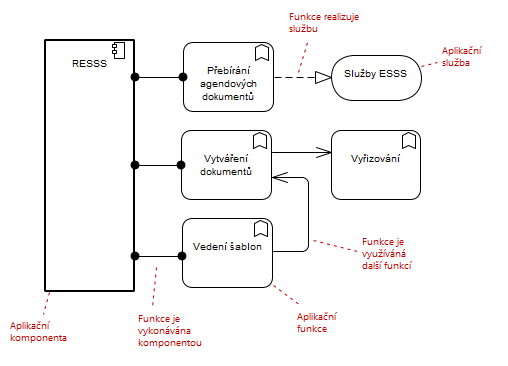 Funkce realizuje
službu
Aplikační
služba
RESSS
Přebírání
agendových
dokumentů
Služby ESSS
Vytváření
dokumentů
Vyřizování
Vedení šablon
Funkce je
využíváná
další funkcí
Aplikační
komponenta
Funkce je
vykonávána
komponentou
Aplikační
funkce